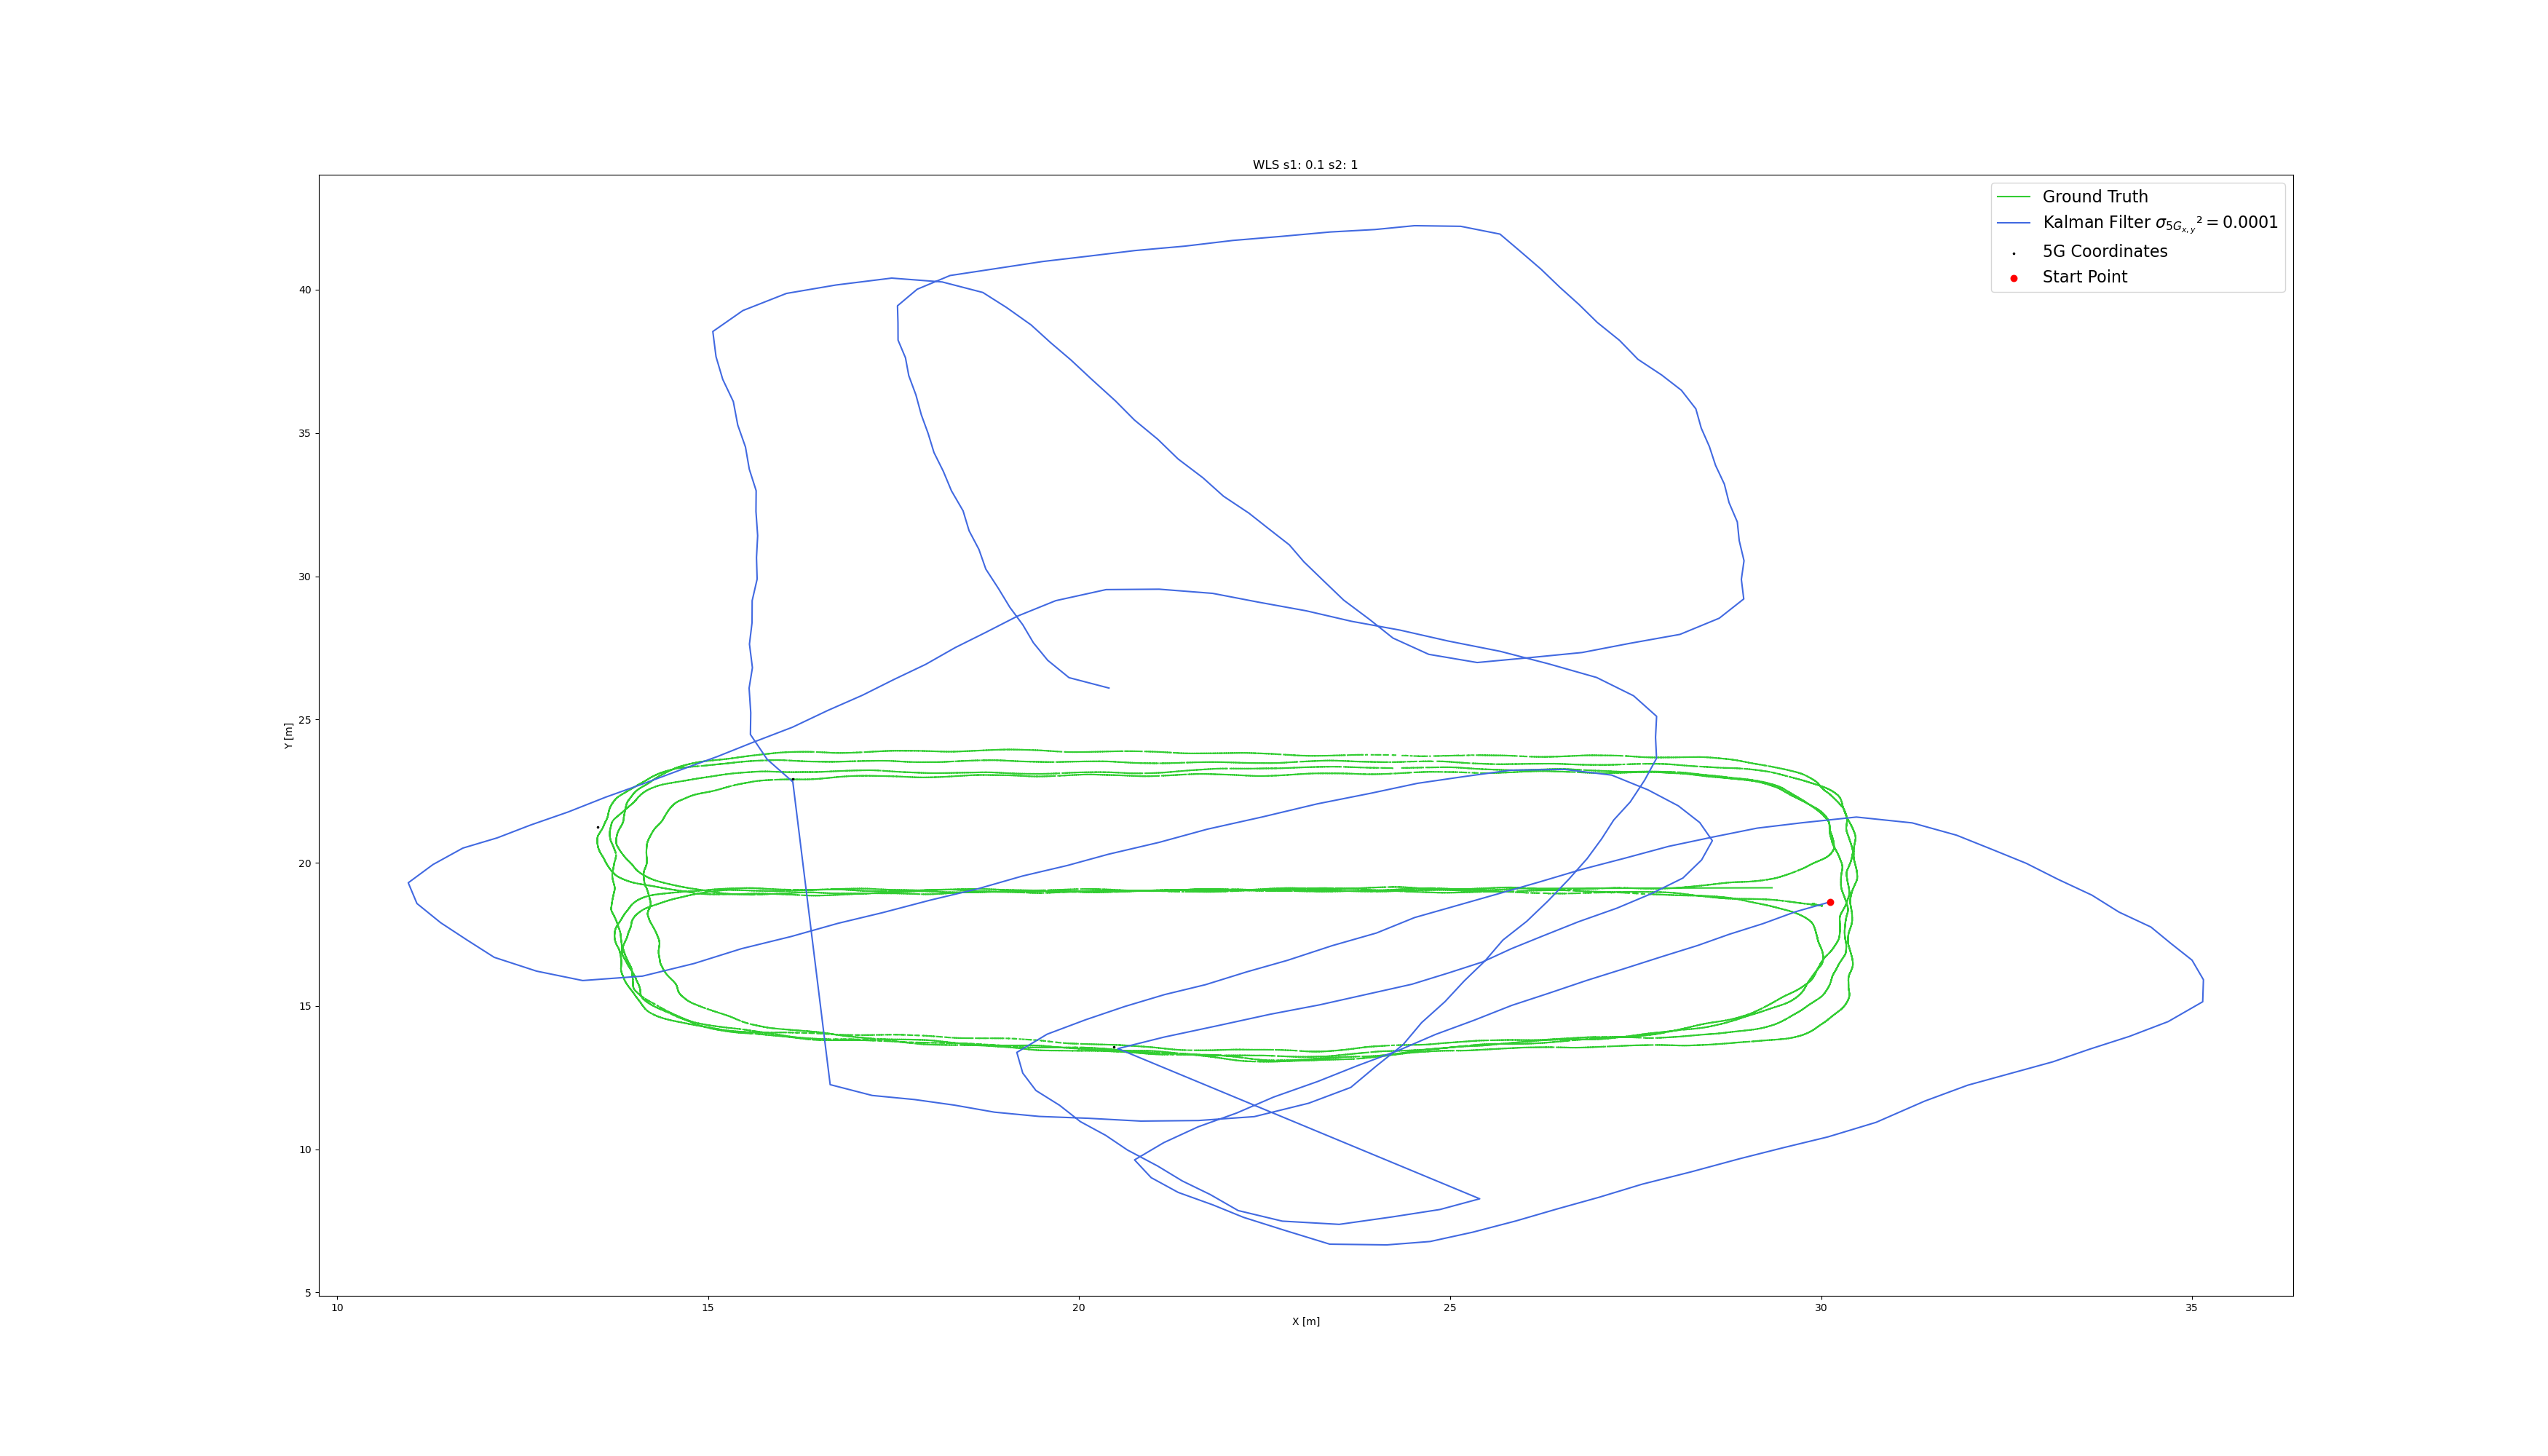 WLS s1: 0.1 s2: 1
Ground Truth
Kalman Filter σ5Gx,y² = 0.0001
5G Coordinates
Start Point
40
35
30
25
20
15
10
5
Y [m]
10 15 20 25 30 35
X [m]